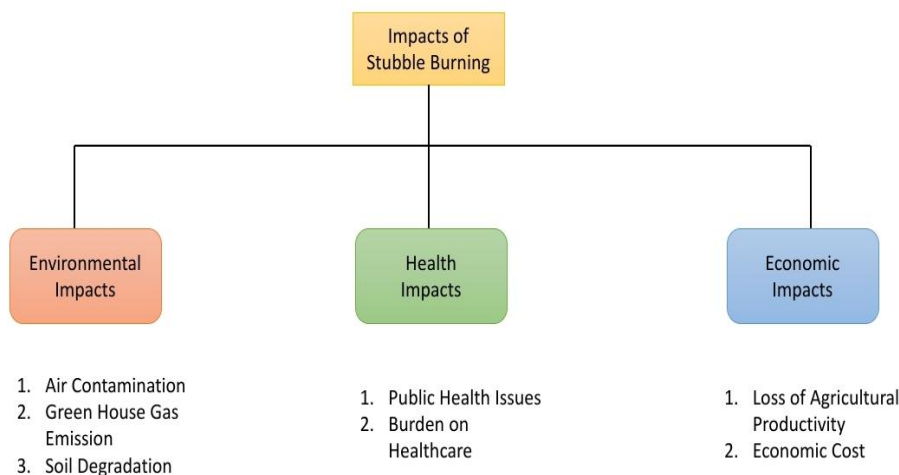 Impacts of
Stubble Burning
Environmental
Impacts
Health
Impacts
Economic
Impacts
1. Air Contamination
2. Green House Gas
Emission
3. Soil Degradation
1. Public Health Issues
2. Burden on
Healthcare
1. Loss of Agricultural
Productivity
2. Economic Cost